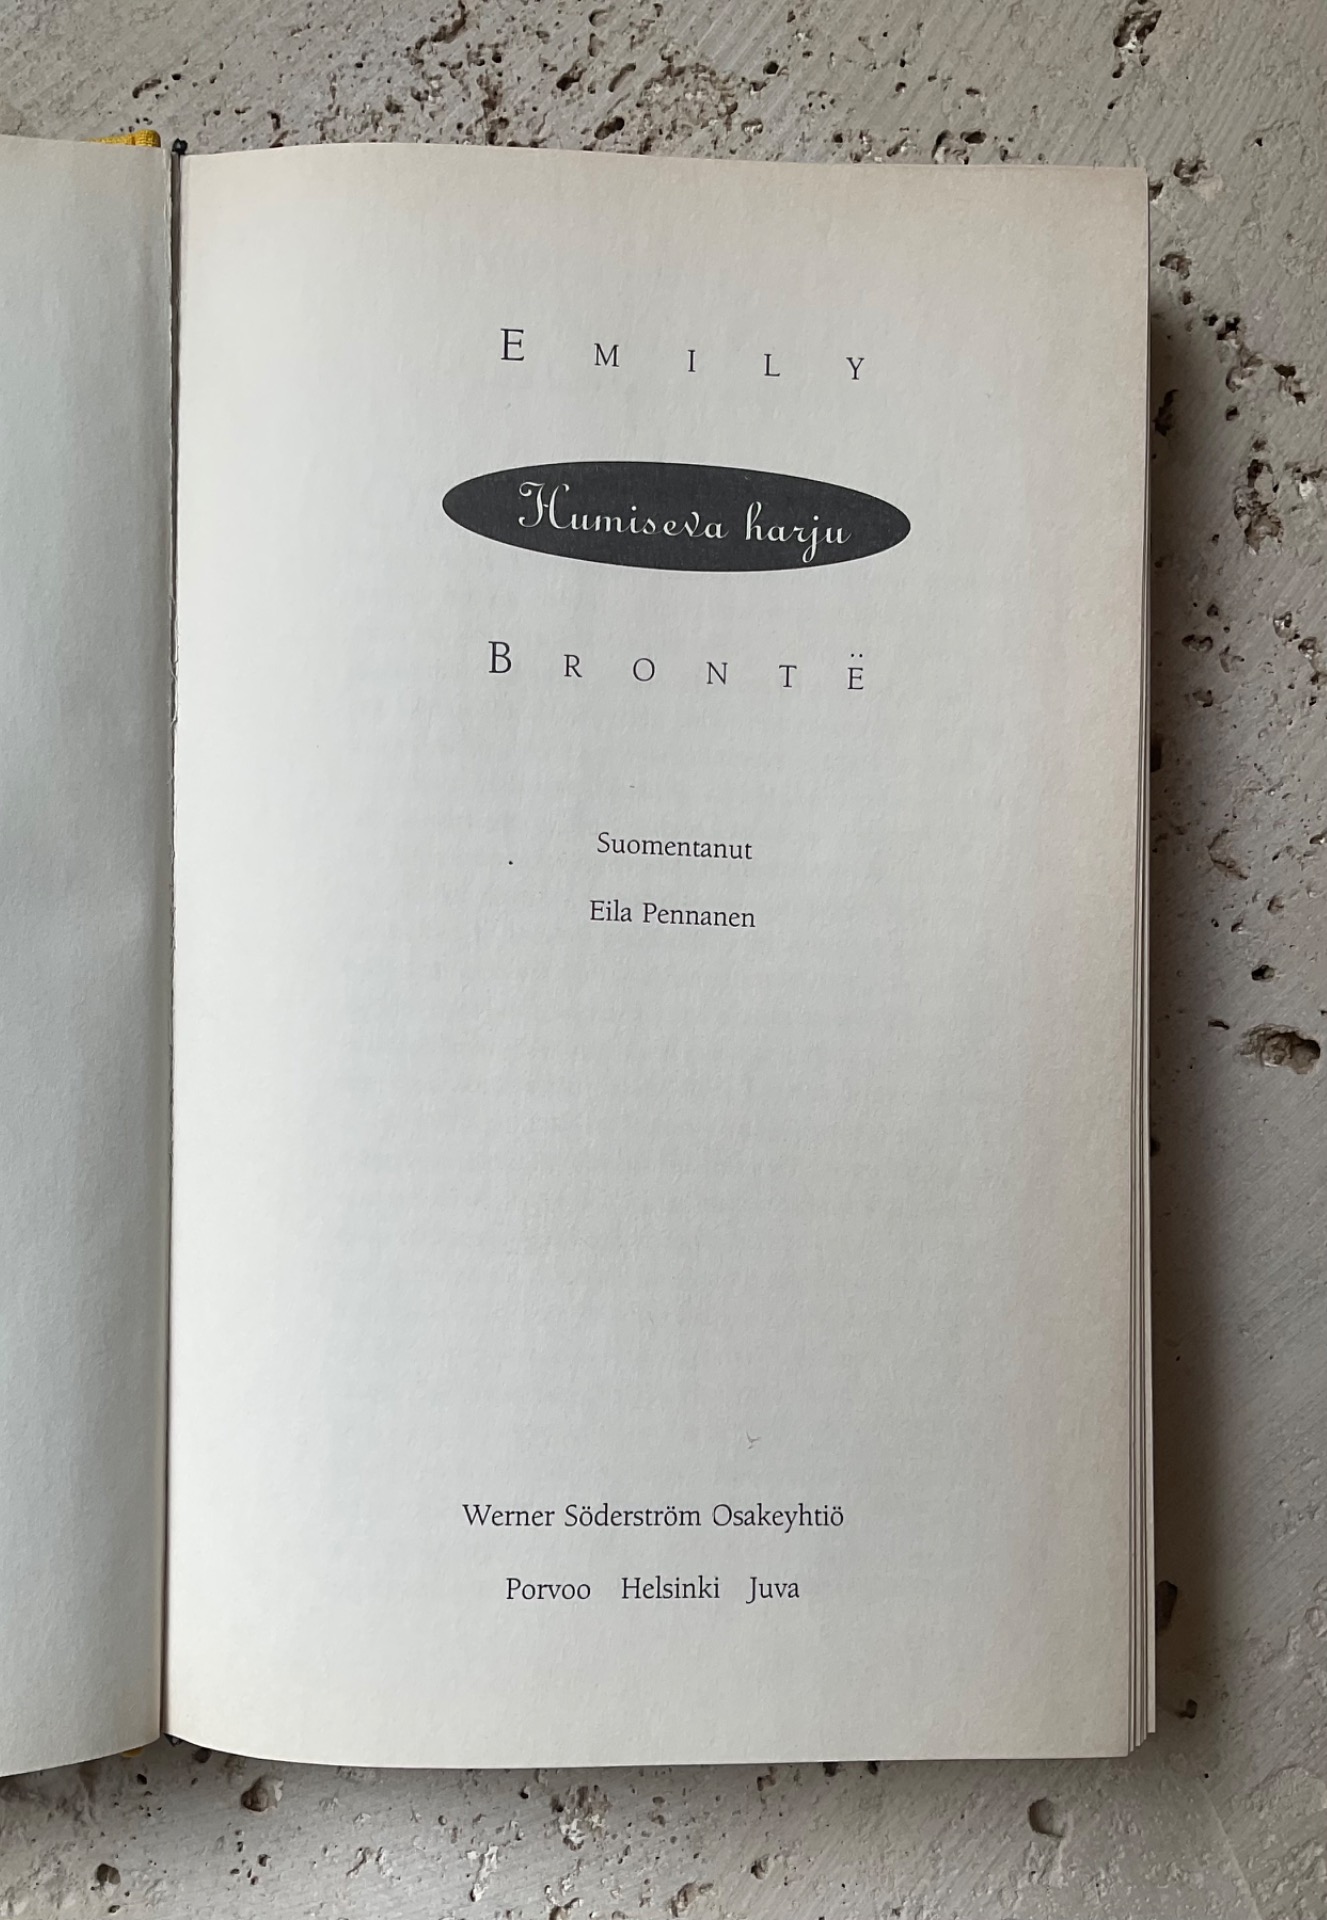 EMILY
Humiseva harju
BRONTË
Suomentanut
Eila Pennanen
Werner Söderström Osakeyhtiö
Porvoo Helsinki Juva